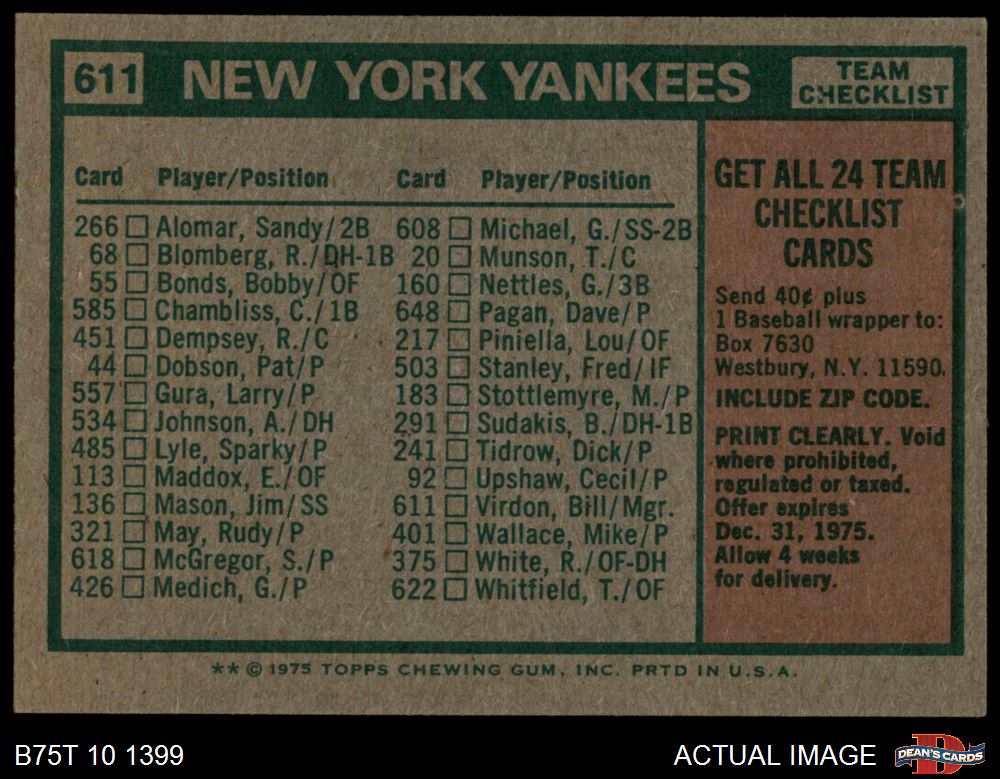 611 NEW YORK YANKEES TEAM CHECKLIST
Card Player/Position Card Player/Position
266 Alomar, Sandy/2B 608 Michael, G./SS-2B
68 Blomberg, R./DH-1B 20 Munson, T./C
55 Bonds, Bobby/OF 160 Nettles, G./3B
585 Chambliss, C./1B 648 Pagan, Dave/P
451 Dempsey, R./C 217 Piniella, Lou/OF
44 Dobson, Pat/P 503 Stanley, Fred/IF
557 Gura, Larry/P 183 Stottlemyre, M./P
534 Johnson, A./DH 291 Sudakis, B./DH-1B
485 Lyle, Sparky/P 241 Tidrow, Dick/P
113 Maddox, E./OF 92 Upshaw, Cecil/P
136 Mason, Jim/SS 611 Virdon, Bill/Mgr.
321 May, Rudy/P 401 Wallace, Mike/P
618 McGregor, S./P 375 White, R./OF-DH
426 Medich, G./P 622 Whitfield, T./OF
GET ALL 24 TEAM
CHECKLIST
CARDS
Send 40¢ plus
1 Baseball wrapper to:
Box 7630
Westbury, N.Y. 11590.
INCLUDE ZIP CODE.
PRINT CLEARLY. Void
where prohibited,
regulated or taxed.
Offer expires
Dec. 31, 1975.
Allow 4 weeks
for delivery.
** © 1975 TOPPS CHEWING GUM, INC. PRTD IN U.S.A.
B75T 10 1399 ACTUAL IMAGE DEAN'S CARDS